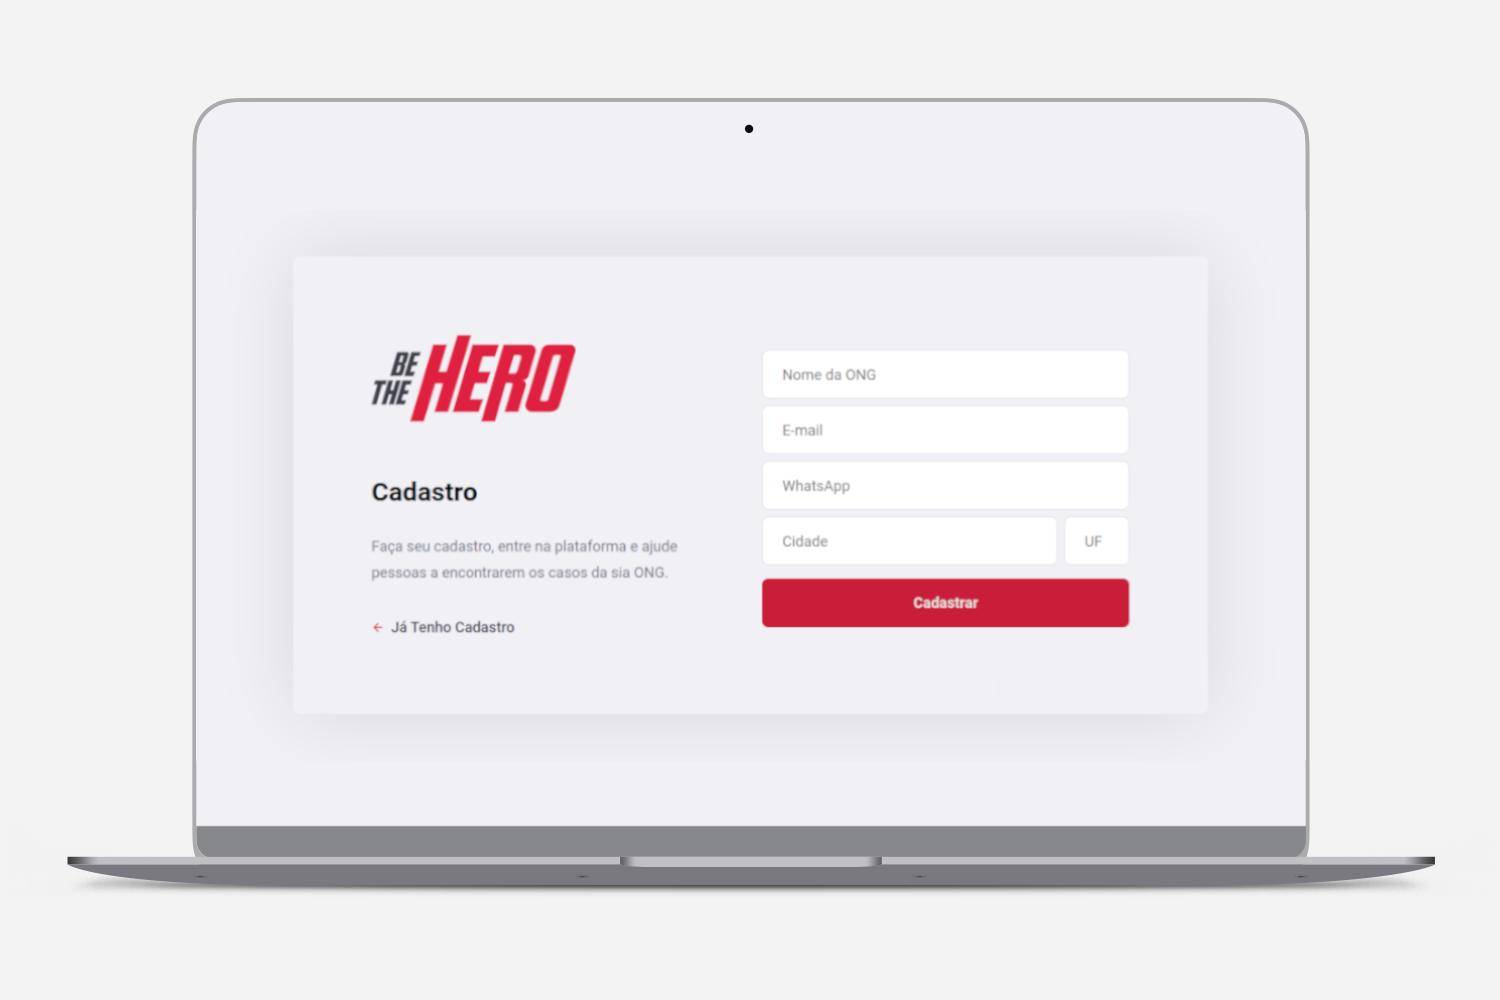 BE
THE HERO
Cadastro
Faça seu cadastro, entre na plataforma e ajude
pessoas a encontrarem os casos da sia ONG.
← Já Tenho Cadastro
Nome da ONG
E-mail
WhatsApp
Cidade UF
Cadastrar